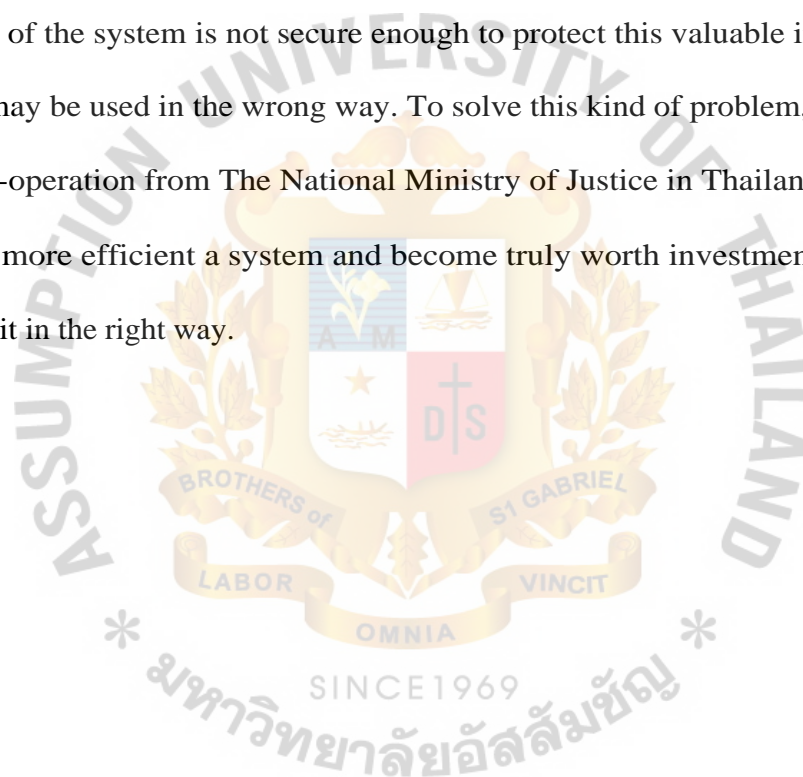 of the system is not secure enough to protect this valuable i
may be used in the wrong way. To solve this kind of problem,
-operation from The National Ministry of Justice in Thailan
more efficient a system and become truly worth investmen
it in the right way.
ASSUMPTION UNIVERSITY OF THAILAND
A M
D S
BROTHERS of
S1 GABRIEL
LABOR
VINCIT
OMNIA
SINCE1969
มหาวิทยาลัยอัสสัมชัญ